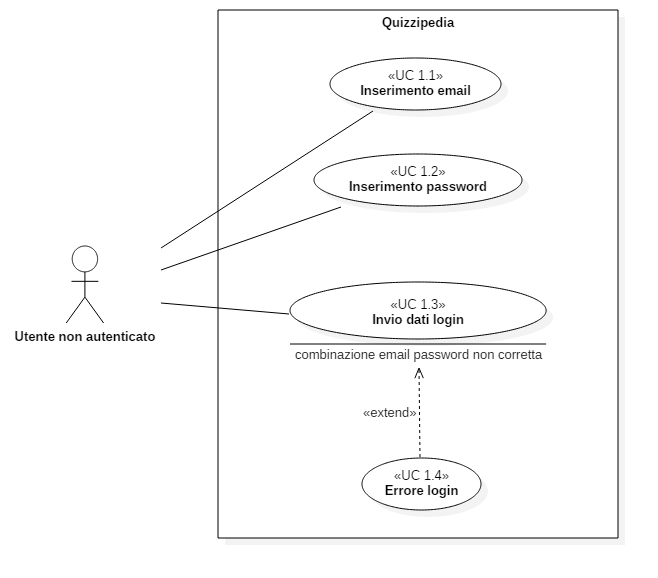 Quizzipedia
«UC 1.1»
Inserimento email
«UC 1.2»
Inserimento password
«UC 1.3»
Invio dati login
Utente non autenticato
combinazione email password non corretta
«extend»
«UC 1.4»
Errore login